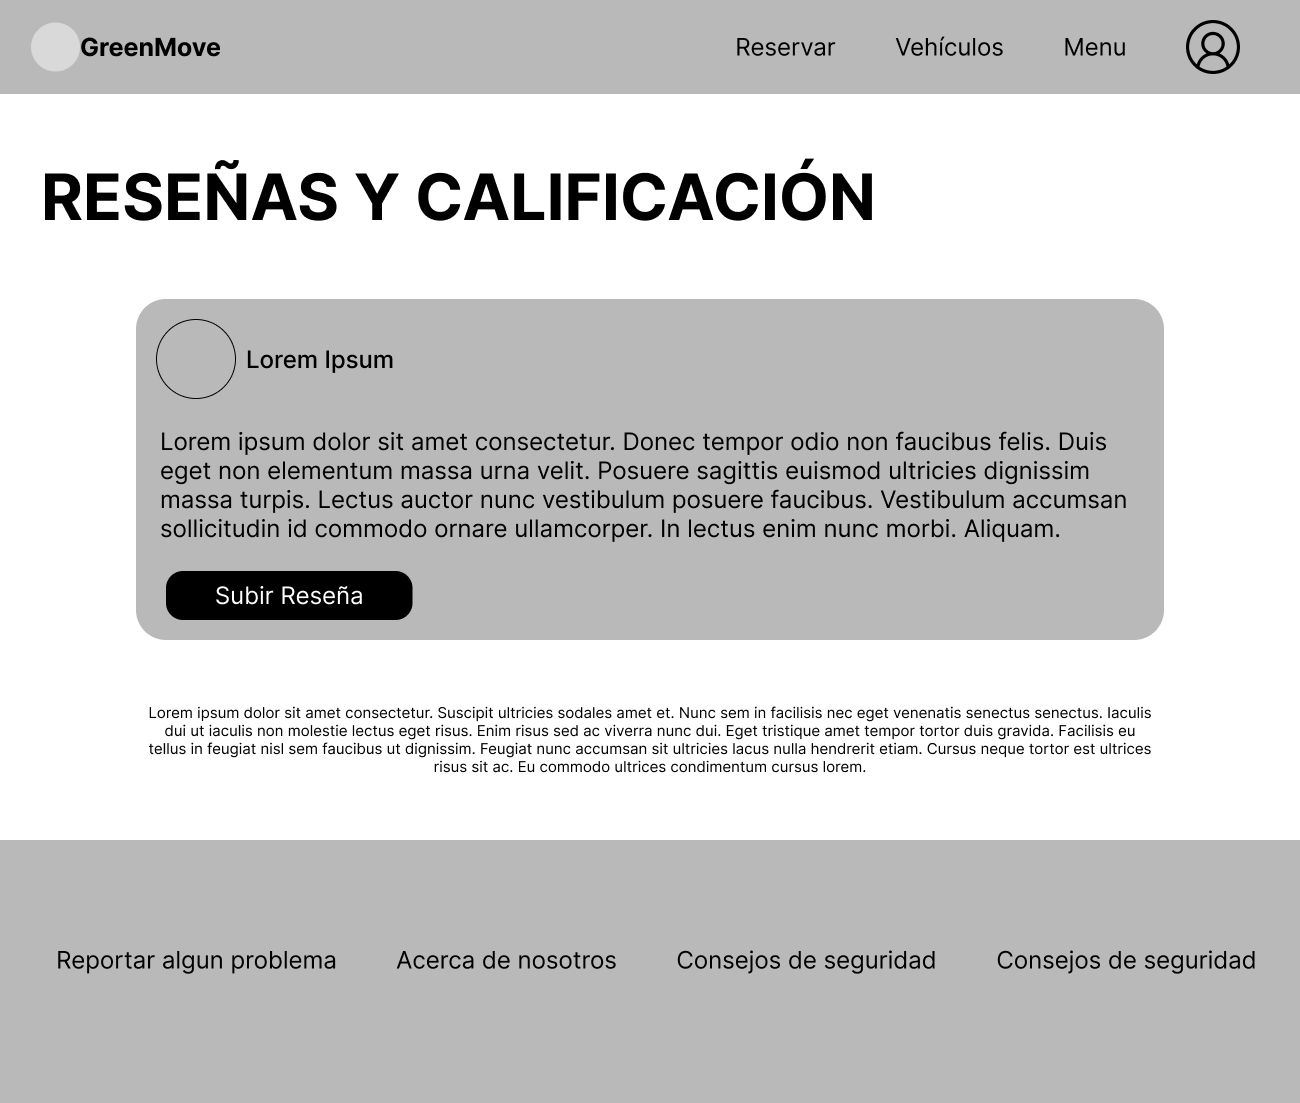 GreenMove
Reservar
Vehículos
Menu
RESEÑAS Y CALIFICACIÓN
Lorem Ipsum
Lorem ipsum dolor sit amet consectetur. Donec tempor odio non faucibus felis. Duis
eget non elementum massa urna velit. Posuere sagittis euismod ultricies dignissim
massa turpis. Lectus auctor nunc vestibulum posuere faucibus. Vestibulum accumsan
sollicitudin id commodo ornare ullamcorper. In lectus enim nunc morbi. Aliquam.
Subir Reseña
Lorem ipsum dolor sit amet consectetur. Suscipit ultricies sodales amet et. Nunc sem in facilisis nec eget venenatis senectus senectus. Iaculis
dui ut iaculis non molestie lectus eget risus. Enim risus sed ac viverra nunc dui. Eget tristique amet tempor tortor duis gravida. Facilisis eu
tellus in feugiat nisl sem faucibus ut dignissim. Feugiat nunc accumsan sit ultricies lacus nulla hendrerit etiam. Cursus neque tortor est ultrices
risus sit ac. Eu commodo ultrices condimentum cursus lorem.
Reportar algun problema
Acerca de nosotros
Consejos de seguridad
Consejos de seguridad